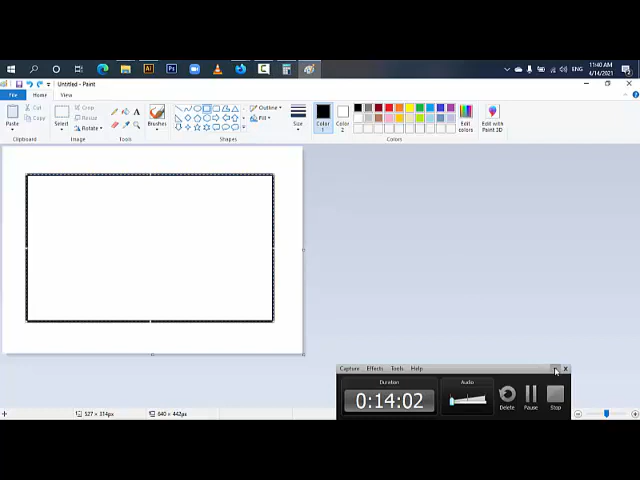 11:40 AM
ENG
4/14/2021
Untitled - Paint
File
Home
View
Paste
Cut
Copy
Select
Crop
Resize
Rotate
Brushes
Outline
Fill
Size
Color 1
Color 2
Edit colors
Edit with Paint 3D
Clipboard
Image
Tools
Shapes
Colors
Capture Effects Tools Help
Duration
0:14:02
Audio
Delete
Pause
Stop
527 × 314px
640 × 442px